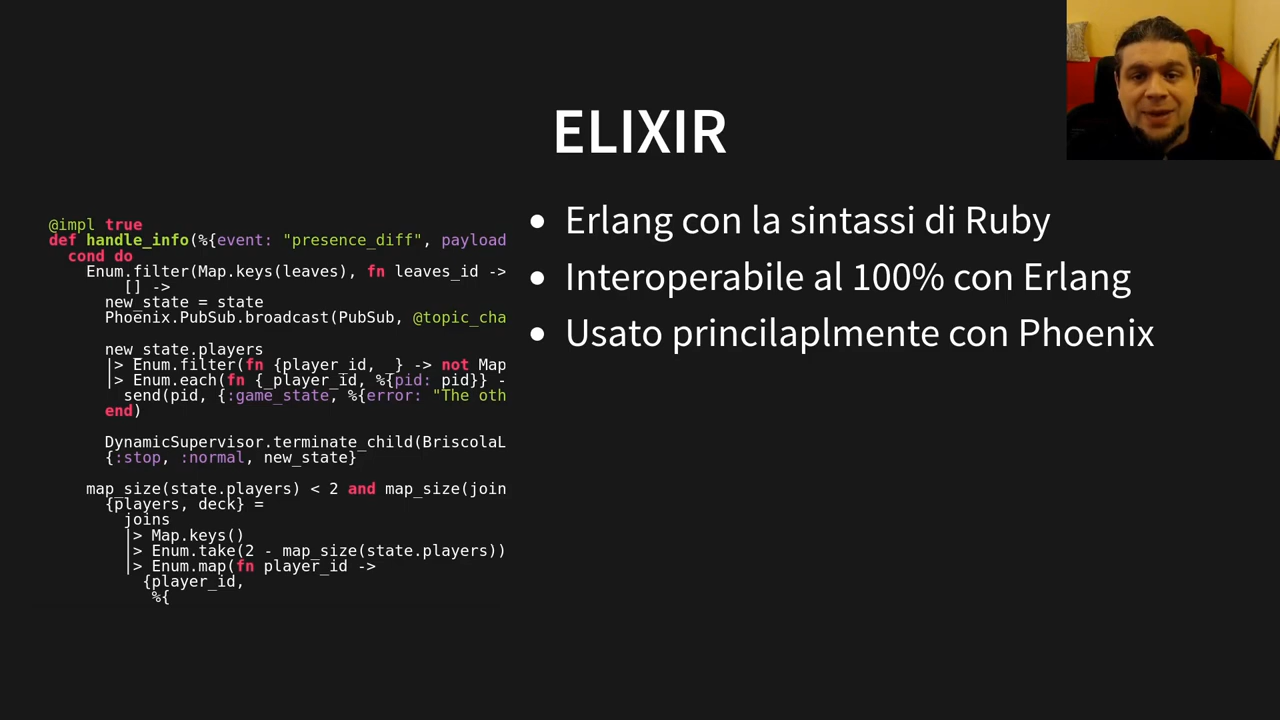 ELIXIR
@impl true
def handle_info(%{event: "presence_diff", payload
cond do
Enum.filter(Map.keys(leaves), fn leaves_id ->
[] ->
new_state = state
Phoenix.PubSub.broadcast(PubSub, @topic_cha
new_state.players
|> Enum.filter(fn {player_id, _} -> not Map
|> Enum.each(fn {_player_id, %{pid: pid}} -
send(pid, {:game_state, %{error: "The oth
end)
DynamicSupervisor.terminate_child(BriscolaL
{:stop, :normal, new_state}
map_size(state.players) < 2 and map_size(join
{players, deck} =
joins
|> Map.keys()
|> Enum.take(2 - map_size(state.players))
|> Enum.map(fn player_id ->
{player_id,
%{
• Erlang con la sintassi di Ruby
• Interoperabile al 100% con Erlang
• Usato princilaplmente con Phoenix